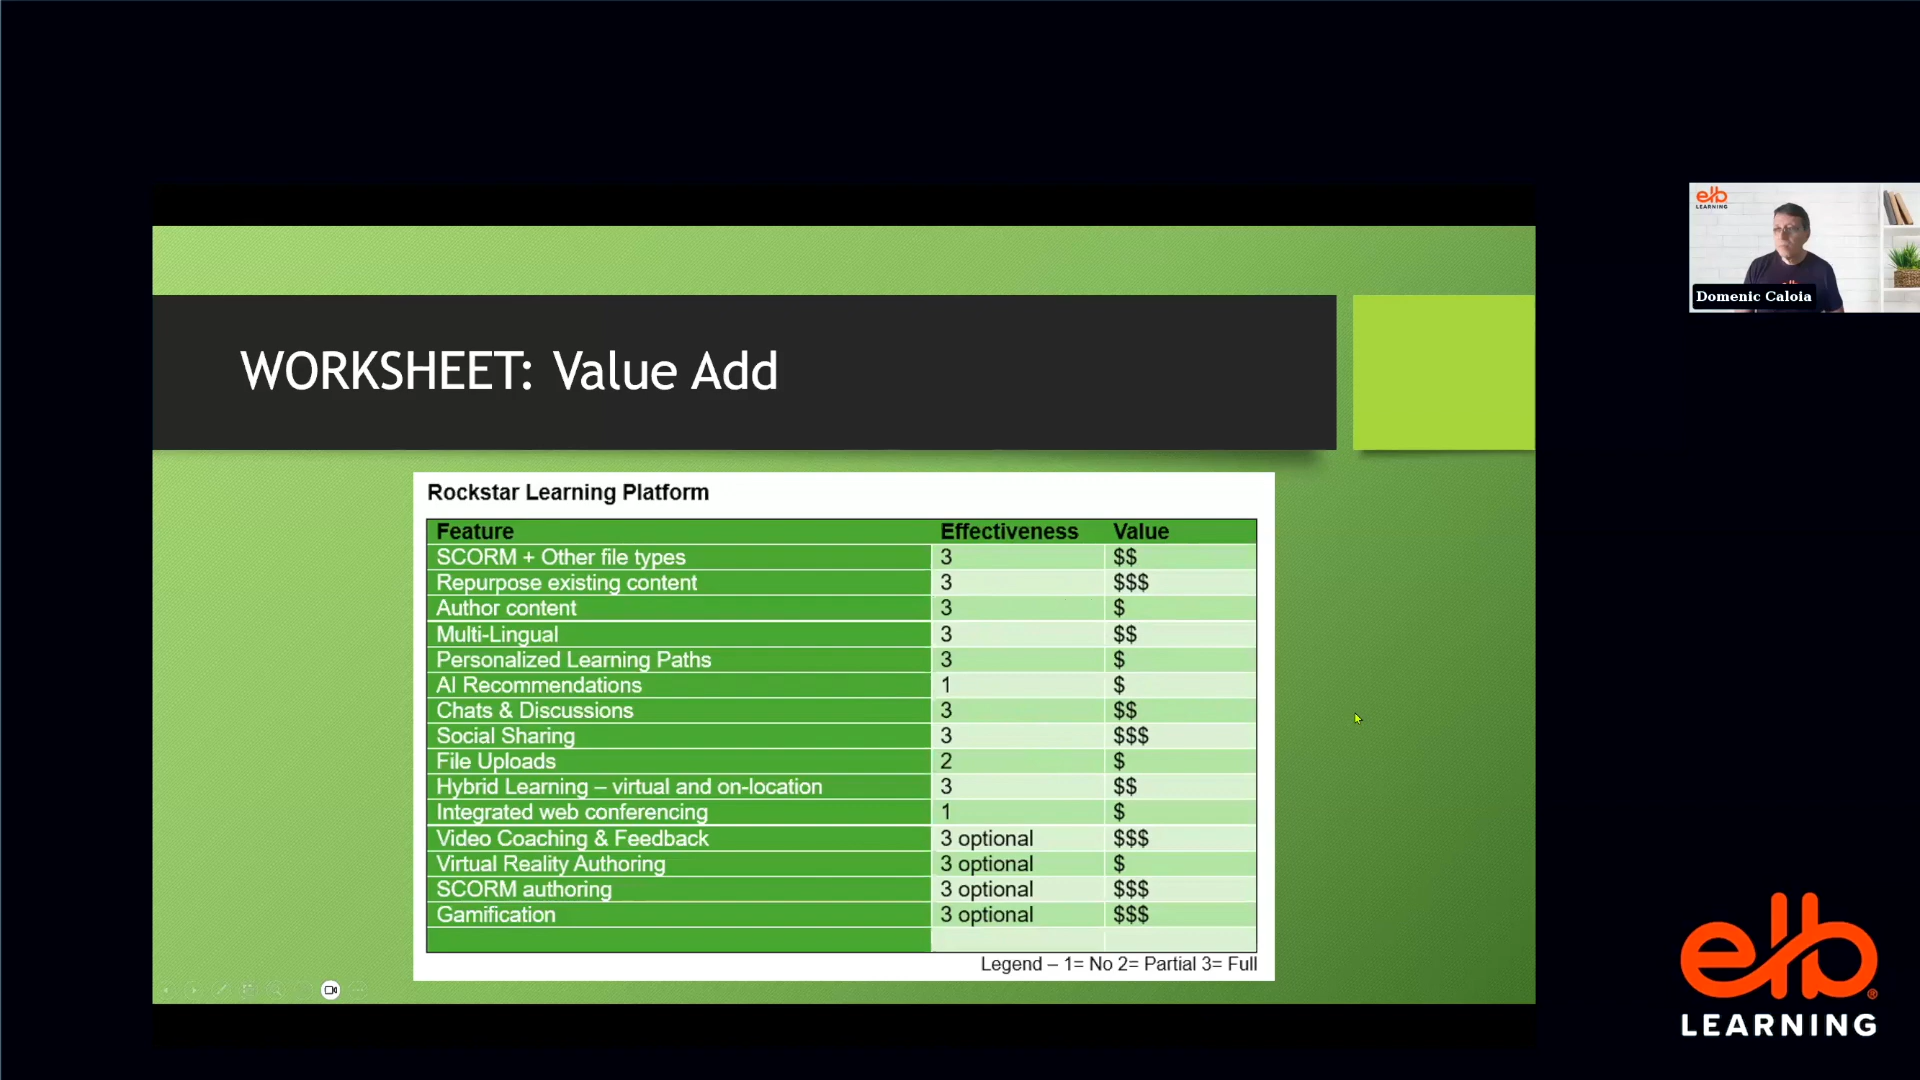 elb
LEARNING
Domenic Caloia
WORKSHEET: Value Add
Rockstar Learning Platform
Feature Effectiveness Value
SCORM + Other file types 3 $$
Repurpose existing content 3 $$$
Author content 3 $
Multi-Lingual 3 $$
Personalized Learning Paths 3 $
AI Recommendations 1 $
Chats & Discussions 3 $$
Social Sharing 3 $$$
File Uploads 2 $
Hybrid Learning – virtual and on-location 3 $$
Integrated web conferencing 1 $
Video Coaching & Feedback 3 optional $$$
Virtual Reality Authoring 3 optional $
SCORM authoring 3 optional $$$
Gamification 3 optional $$$
Legend – 1= No 2= Partial 3= Full
elb®
LEARNING